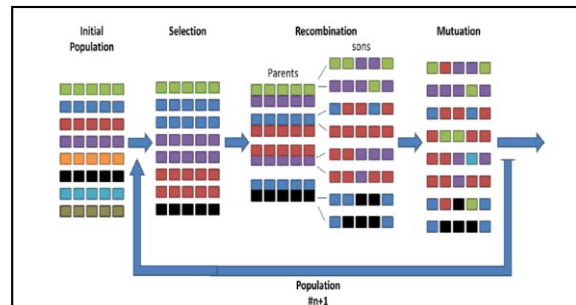 Initial
Population
Selection
Recombination
Mutuation
Parents
sons
Population
#n+1